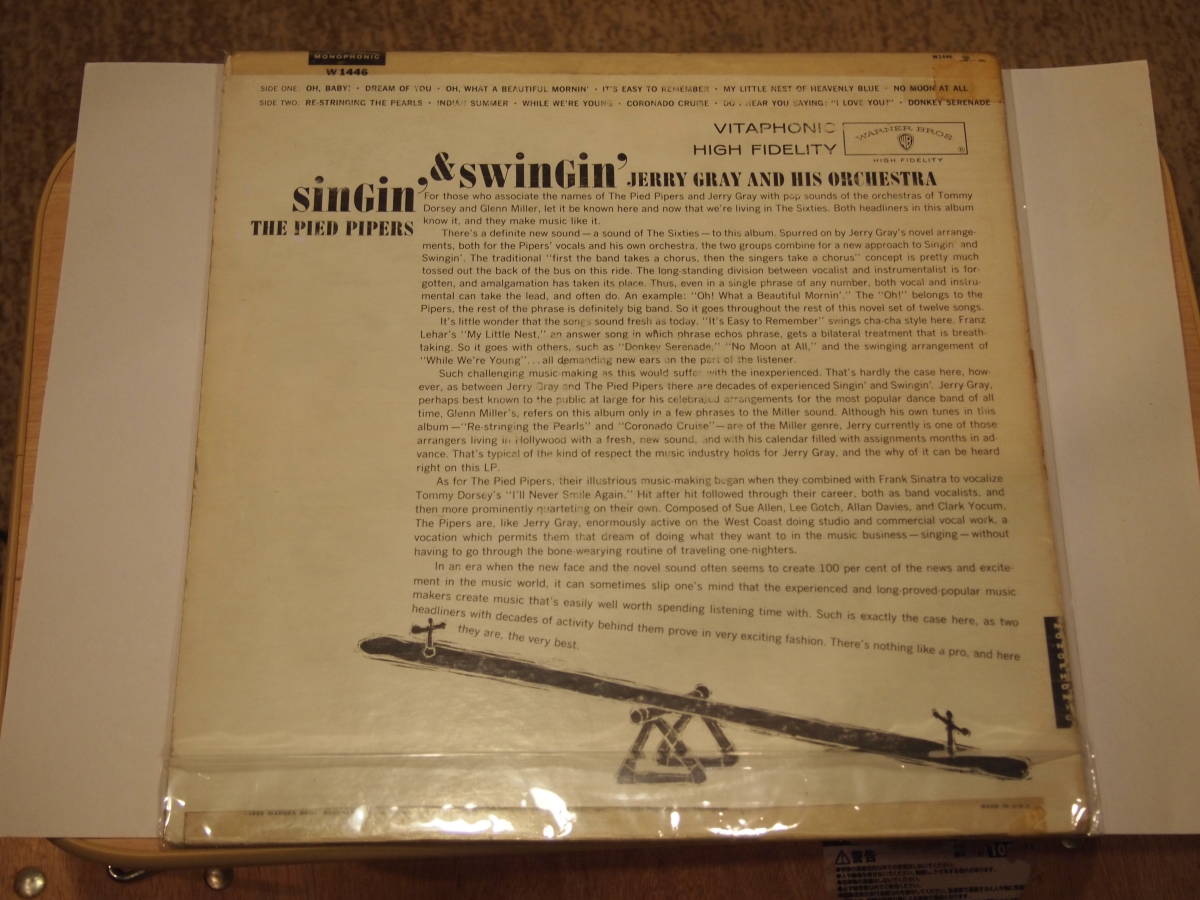 MONOPHONIC
W1446
W1446
SIDE ONE: OH, BABY! · DREAM OF YOU · OH, WHAT A BEAUTIFUL MORNIN' · IT'S EASY TO REMEMBER · MY LITTLE NEST OF HEAVENLY BLUE · NO MOON AT ALL
SIDE TWO: RE-STRINGING THE PEARLS · INDIAN SUMMER · WHILE WE'RE YOUNG · CORONADO CRUISE · DO I HEAR YOU SAYING: "I LOVE YOU?" · DONKEY SERENADE
VITAPHONIC
HIGH FIDELITY
WARNER BROS
WB
®
HIGH FIDELITY
sinGin' & swinGin'
THE PIED PIPERS
JERRY GRAY AND HIS ORCHESTRA
For those who associate the names of The Pied Pipers and Jerry Gray with pop sounds of the orchestras of Tommy
Dorsey and Glenn Miller, let it be known here and now that we're living in The Sixties. Both headliners in this album
know it, and they make music like it.
There's a definite new sound—a sound of The Sixties—to this album. Spurred on by Jerry Gray's novel arrange-
ments, both for the Pipers' vocals and his own orchestra, the two groups combine for a new approach to Singin' and
Swingin'. The traditional "first the band takes a chorus, then the singers take a chorus" concept is pretty much
tossed out the back of the bus on this ride. The long-standing division between vocalist and instrumentalist is for-
gotten, and amalgamation has taken its place. Thus, even in a single phrase of any number, both vocal and instru-
mental can take the lead, and often do. An example: "Oh! What a Beautiful Mornin'." The "Oh!" belongs to the
Pipers, the rest of the phrase is definitely big band. So it goes throughout the rest of this novel set of twelve songs.
It's little wonder that the songs sound fresh as today. "It's Easy to Remember" swings cha-cha style here. Franz
Lehar's "My Little Nest," an answer song in which phrase echos phrase, gets a bilateral treatment that is breath-
taking. So it goes with others, such as "Donkey Serenade," "No Moon at All," and the swinging arrangement of
"While We're Young"...all demanding new ears on the part of the listener.
Such challenging music-making as this would suffer with the inexperienced. That's hardly the case here, how-
ever, as between Jerry Gray and The Pied Pipers there are decades of experienced Singin' and Swingin'. Jerry Gray,
perhaps best known to the public at large for his celebrated arrangements for the most popular dance band of all
time, Glenn Miller's, refers on this album only in a few phrases to the Miller sound. Although his own tunes in this
album—"Re-stringing the Pearls" and "Coronado Cruise"—are of the Miller genre, Jerry currently is one of those
arrangers living in Hollywood with a fresh, new sound, and with his calendar filled with assignments months in ad-
vance. That's typical of the kind of respect the music industry holds for Jerry Gray, and the why of it can be heard
right on this LP.
As for The Pied Pipers, their illustrious music-making began when they combined with Frank Sinatra to vocalize
Tommy Dorsey's "I'll Never Smile Again." Hit after hit followed through their career, both as band vocalists, and
then more prominently quarteting on their own. Composed of Sue Allen, Lee Gotch, Allan Davies, and Clark Yocum,
The Pipers are, like Jerry Gray, enormously active on the West Coast doing studio and commercial vocal work, a
vocation which permits them that dream of doing what they want to in the music business—singing—without
having to go through the bone-wearying routine of traveling one-nighters.
In an era when the new face and the novel sound often seems to create 100 per cent of the news and excite-
ment in the music world, it can sometimes slip one's mind that the experienced and long-proved-popular music
makers create music that's easily well worth spending listening time with. Such is exactly the case here, as two
headliners with decades of activity behind them prove in very exciting fashion. There's nothing like a pro, and here
they are, the very best.
MADE IN U.S.A.
警告